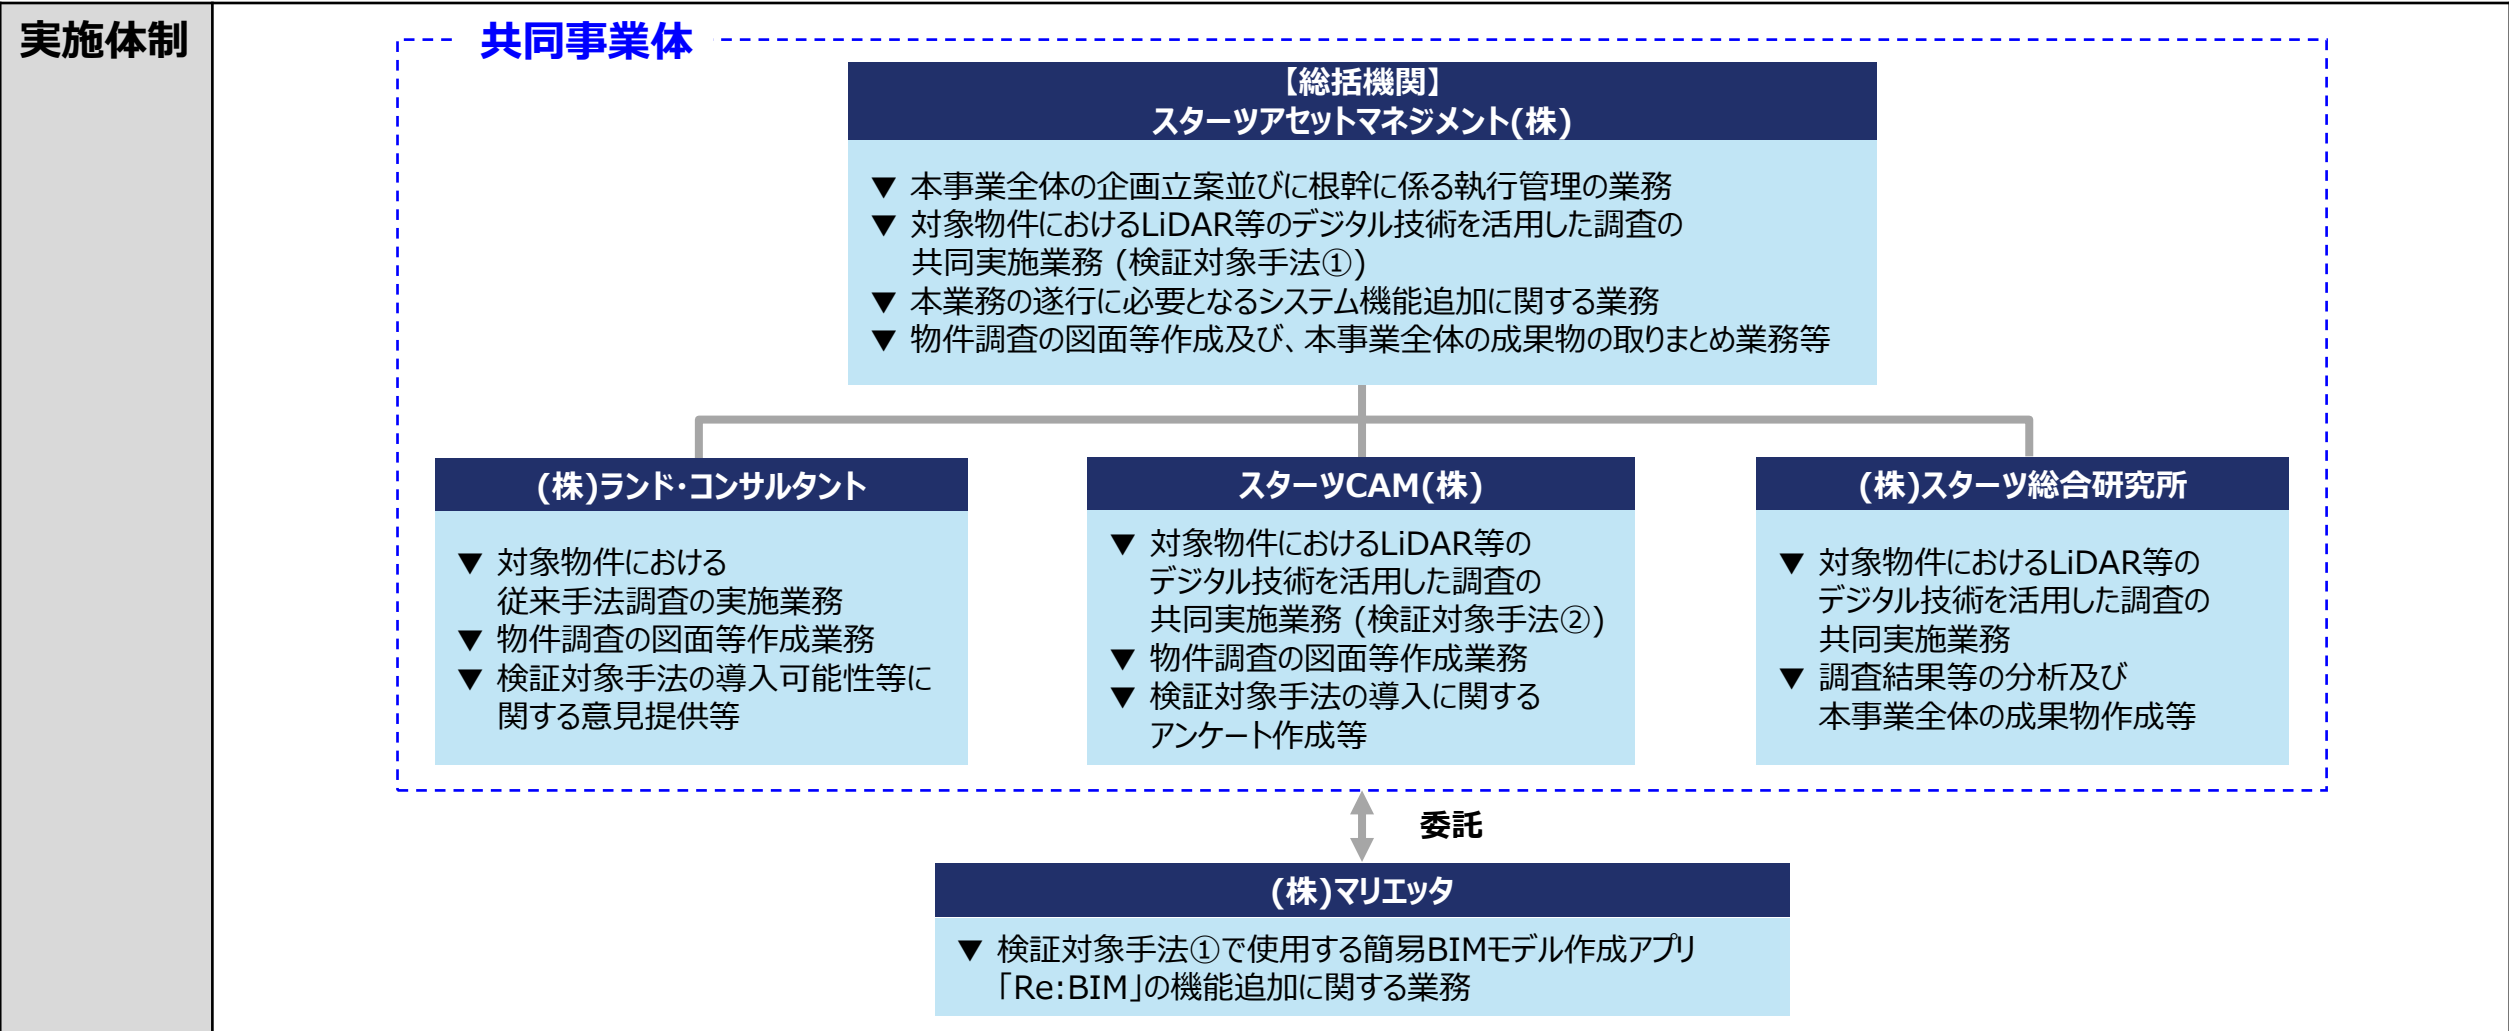 実施体制
共同事業体
【総括機関】
スターツアセットマネジメント(株)
▼ 本事業全体の企画立案並びに根幹に係る執行管理の業務
▼ 対象物件におけるLiDAR等のデジタル技術を活用した調査の
共同実施業務 (検証対象手法①)
▼ 本業務の遂行に必要となるシステム機能追加に関する業務
▼ 物件調査の図面等作成及び、本事業全体の成果物の取りまとめ業務等
(株)ランド・コンサルタント
▼ 対象物件における
従来手法調査の実施業務
▼ 物件調査の図面等作成業務
▼ 検証対象手法の導入可能性等に
関する意見提供等
スターツCAM(株)
▼ 対象物件におけるLiDAR等の
デジタル技術を活用した調査の
共同実施業務 (検証対象手法②)
▼ 物件調査の図面等作成業務
▼ 検証対象手法の導入に関する
アンケート作成等
(株)スターツ総合研究所
▼ 対象物件におけるLiDAR等の
デジタル技術を活用した調査の
共同実施業務
▼ 調査結果等の分析及び
本事業全体の成果物作成等
委託
(株)マリエッタ
▼ 検証対象手法①で使用する簡易BIMモデル作成アプリ
「Re:BIM」の機能追加に関する業務